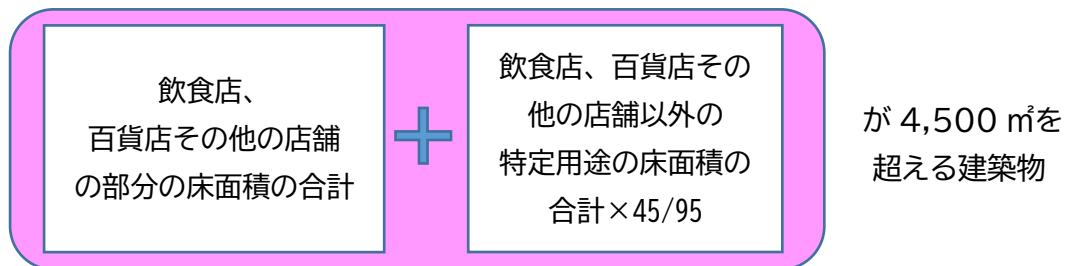 飲食店、
百貨店その他の店舗
の部分の床面積の合計
+
飲食店、百貨店その
他の店舗以外の
特定用途の床面積の
合計×45/95
が 4,500 ㎡を
超える建築物